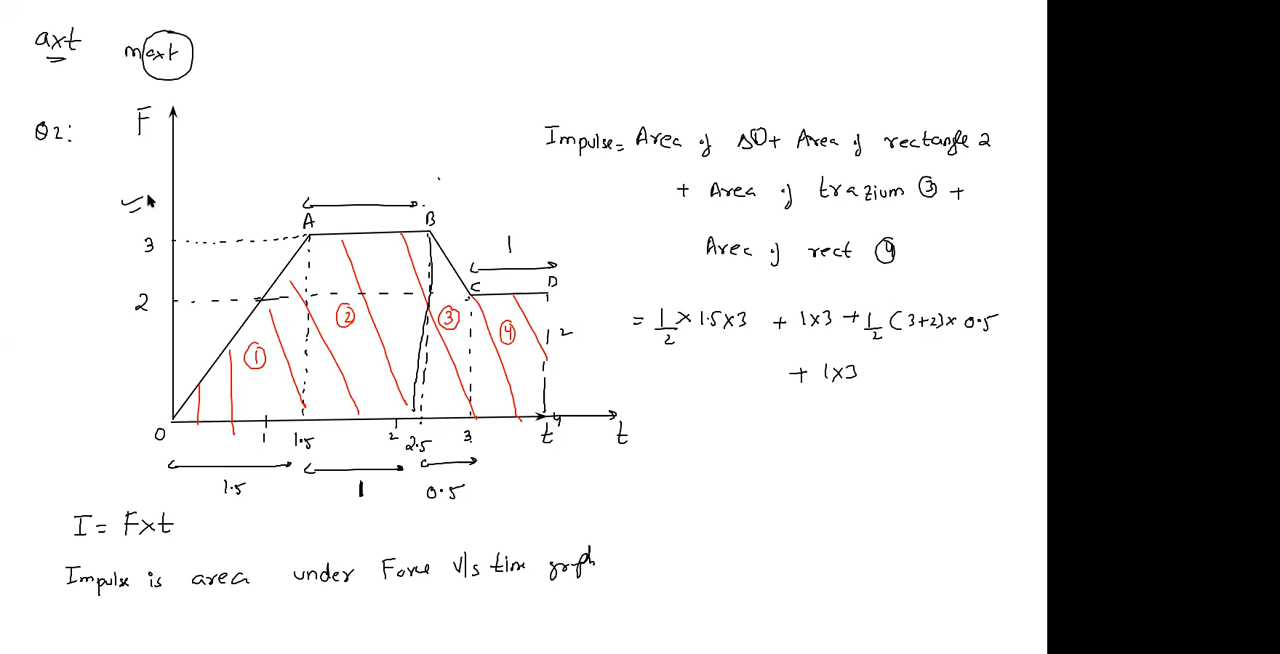 axt
maxt
Q2:
F
Impulse = Area of Δ① + Area of rectangle 2
+ Area of trazium ③ +
Area of rect ④
A
B
3
1
C
D
2
②
③
④
2
①
= 1/2 × 1.5×3 + 1×3 + 1/2 (3+2)× 0.5
+ 1×3
0
1
1.5
2
2.5
3
t
4
t
1.5
1
0.5
I = F×t
Impulse is area under Force v/s time graph